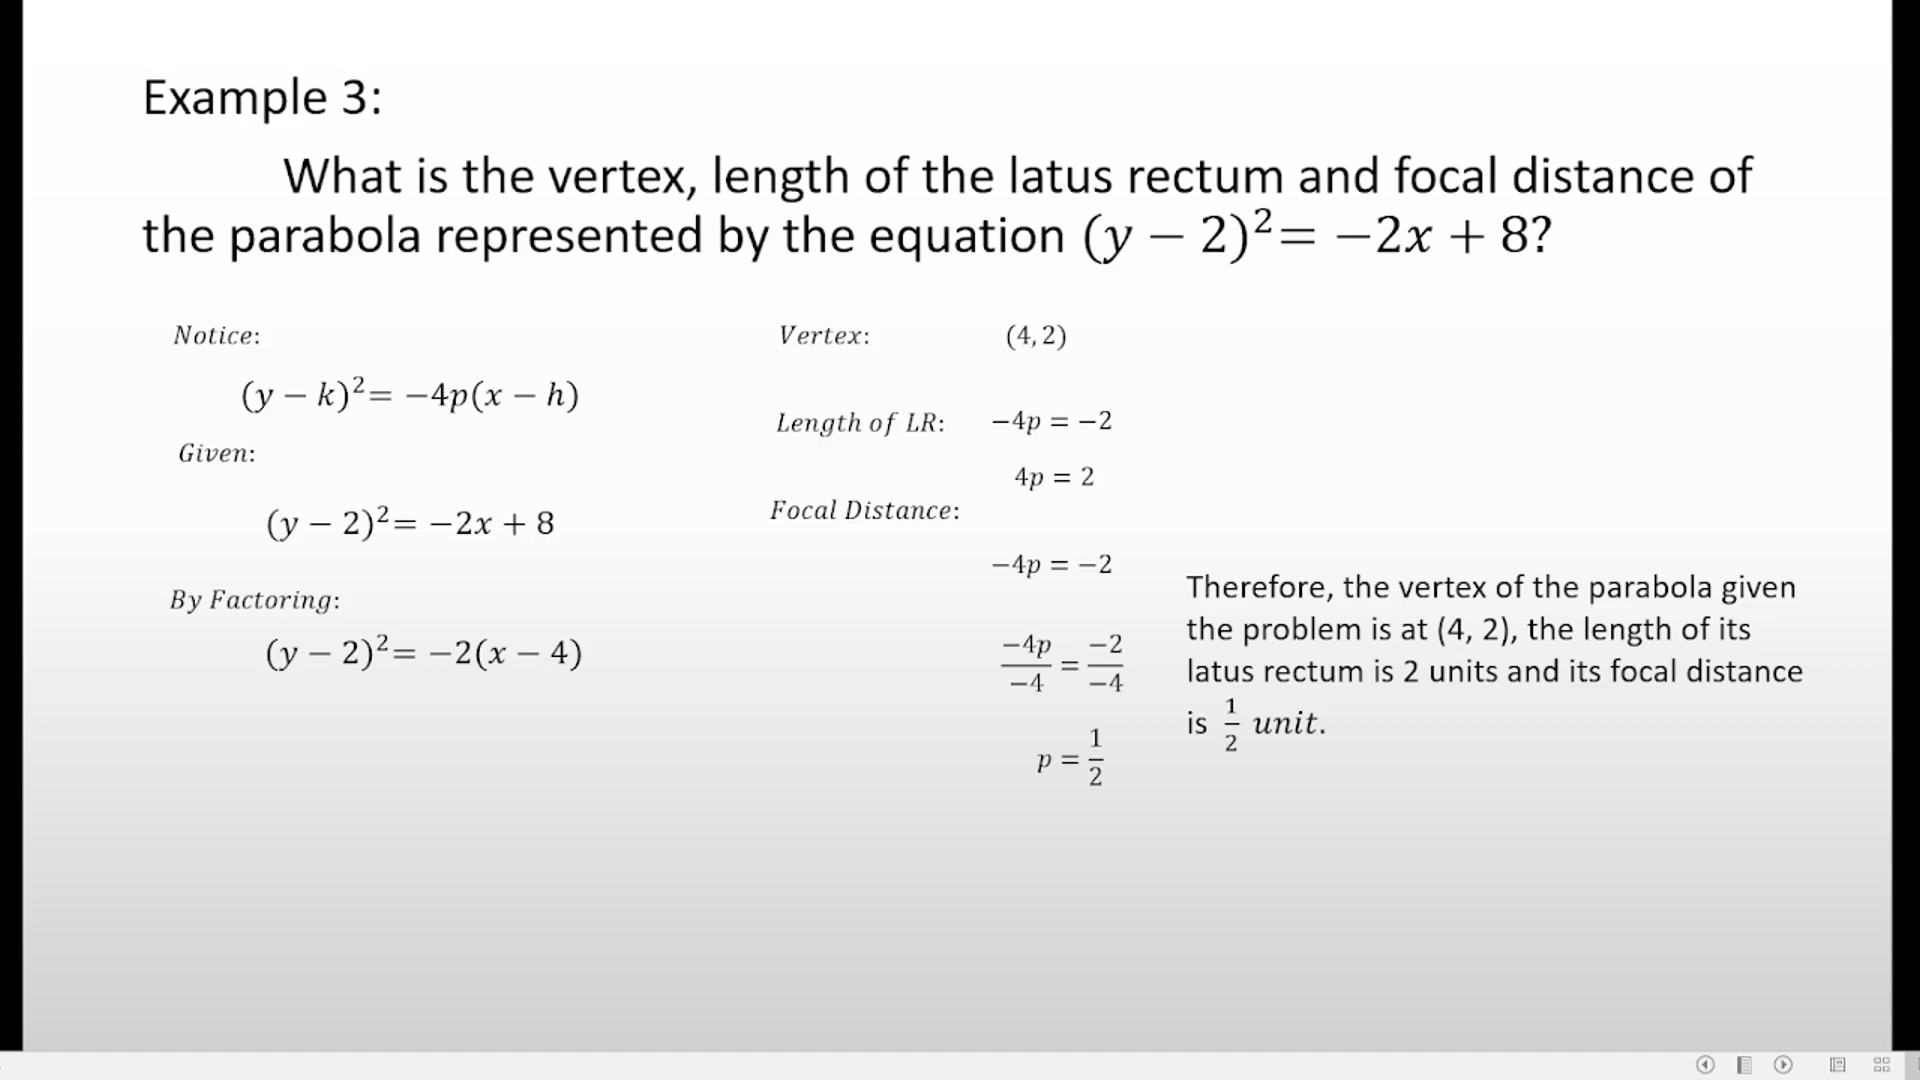 Example 3:
What is the vertex, length of the latus rectum and focal distance of
the parabola represented by the equation (y − 2)²= −2x + 8?
Notice:
(y − k)²= −4p(x − h)
Given:
(y − 2)²= −2x + 8
By Factoring:
(y − 2)²= −2(x − 4)
Vertex: (4, 2)
Length of LR: −4p = −2
4p = 2
Focal Distance:
−4p = −2
−4p/−4 = −2/−4
p = 1/2
Therefore, the vertex of the parabola given
the problem is at (4, 2), the length of its
latus rectum is 2 units and its focal distance
is 1/2 unit.